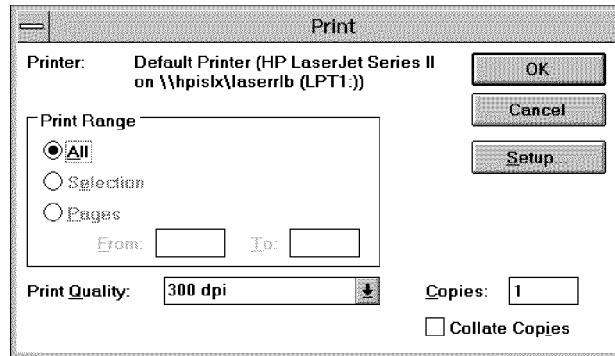 Print
Printer: Default Printer (HP LaserJet Series II
on \\hpislx\laserrlb (LPT1:))
OK
Cancel
Setup...
Print Range
All
Selection
Pages
From: To:
Print Quality: 300 dpi
Copies: 1
Collate Copies